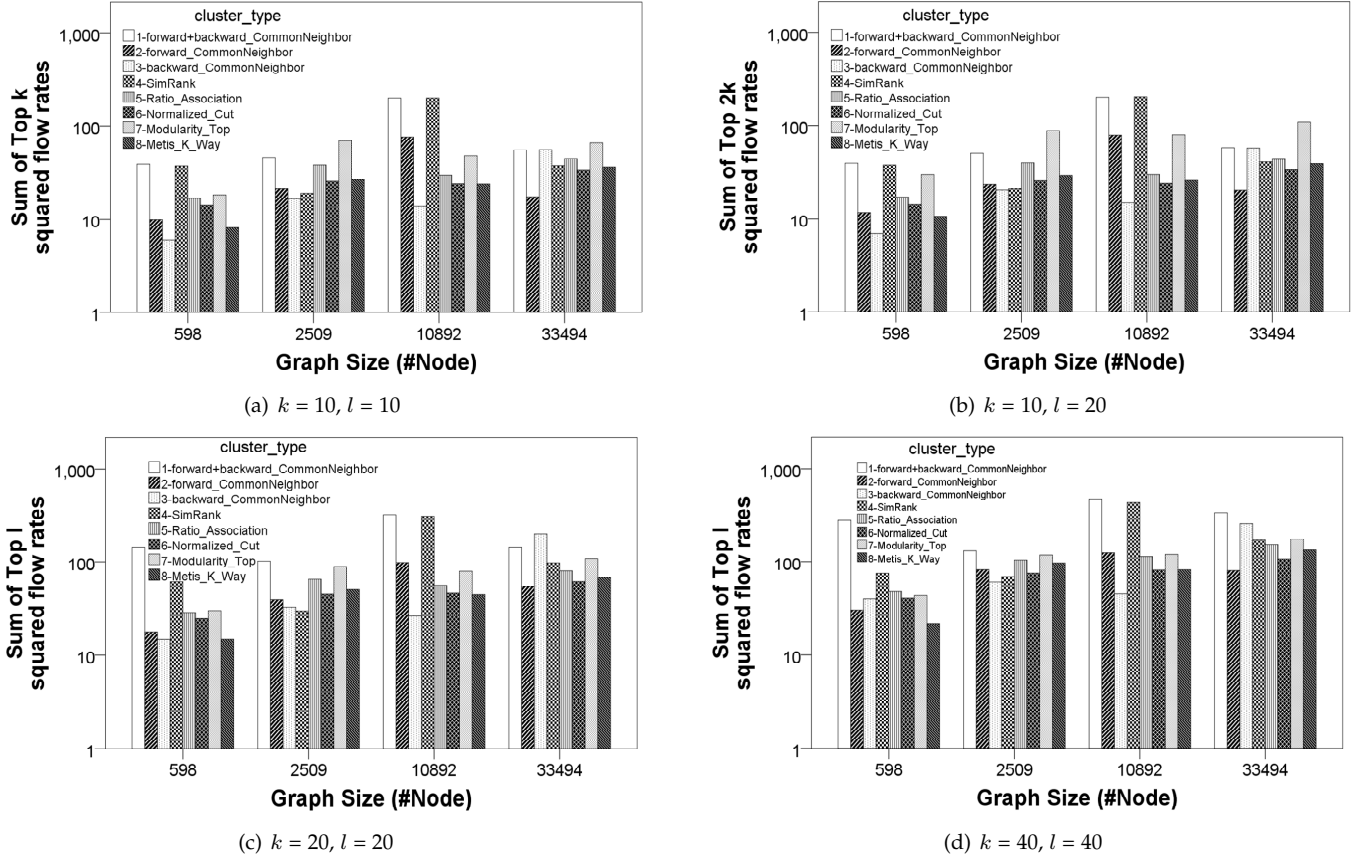 cluster_type
1-forward+backward_CommonNeighbor
2-forward_CommonNeighbor
3-backward_CommonNeighbor
4-SimRank
5-Ratio_Association
6-Normalized_Cut
7-Modularity_Top
8-Metis_K_Way
1,000
100
10
1
Sum of Top k
squared flow rates
598 2509 10892 33494
Graph Size (#Node)
(a) k = 10, l = 10
cluster_type
1-forward+backward_CommonNeighbor
2-forward_CommonNeighbor
3-backward_CommonNeighbor
4-SimRank
5-Ratio_Association
6-Normalized_Cut
7-Modularity_Top
8-Metis_K_Way
1,000
100
10
1
Sum of Top 2k
squared flow rates
598 2509 10892 33494
Graph Size (#Node)
(b) k = 10, l = 20
cluster_type
1-forward+backward_CommonNeighbor
2-forward_CommonNeighbor
3-backward_CommonNeighbor
4-SimRank
5-Ratio_Association
6-Normalized_Cut
7-Modularity_Top
8-Metis_K_Way
1,000
100
10
1
Sum of Top l
squared flow rates
598 2509 10892 33494
Graph Size (#Node)
(c) k = 20, l = 20
cluster_type
1-forward+backward_CommonNeighbor
2-forward_CommonNeighbor
3-backward_CommonNeighbor
4-SimRank
5-Ratio_Association
6-Normalized_Cut
7-Modularity_Top
8-Metis_K_Way
1,000
100
10
1
Sum of Top l
squared flow rates
598 2509 10892 33494
Graph Size (#Node)
(d) k = 40, l = 40